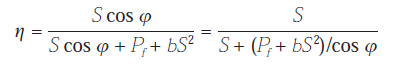 η = S cos φ / (S cos φ + P_f + bS²) = S / (S + (P_f + bS²)/cos φ)